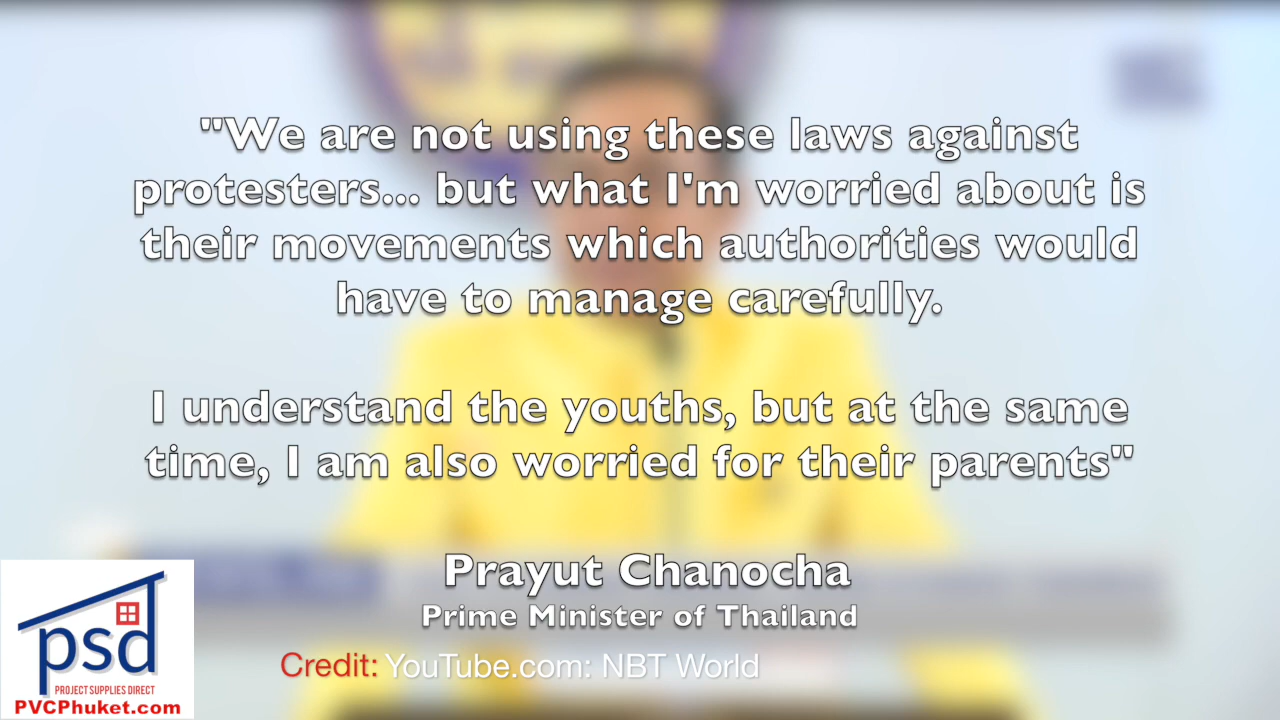 "We are not using these laws against
protesters... but what I'm worried about is
their movements which authorities would
have to manage carefully.
I understand the youths, but at the same
time, I am also worried for their parents"
Prayut Chanocha
Prime Minister of Thailand
Credit: YouTube.com: NBT World
psd
PROJECT SUPPLIES DIRECT
PVCPhuket.com